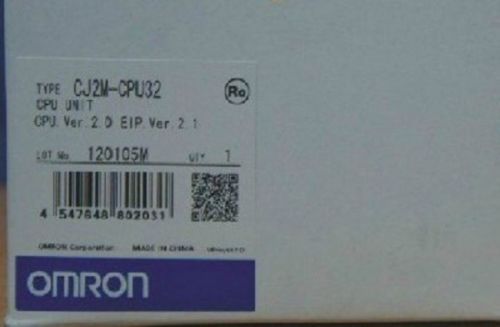 TYPE CJ2M-CPU32
CPU UNIT
CPU. Ver. 2.0 EIP. Ver. 2.1
Ro
LOT No. 120105M QTY 1
4 547648 802031
OMRON Corporation MADE IN CHINA
OMRON